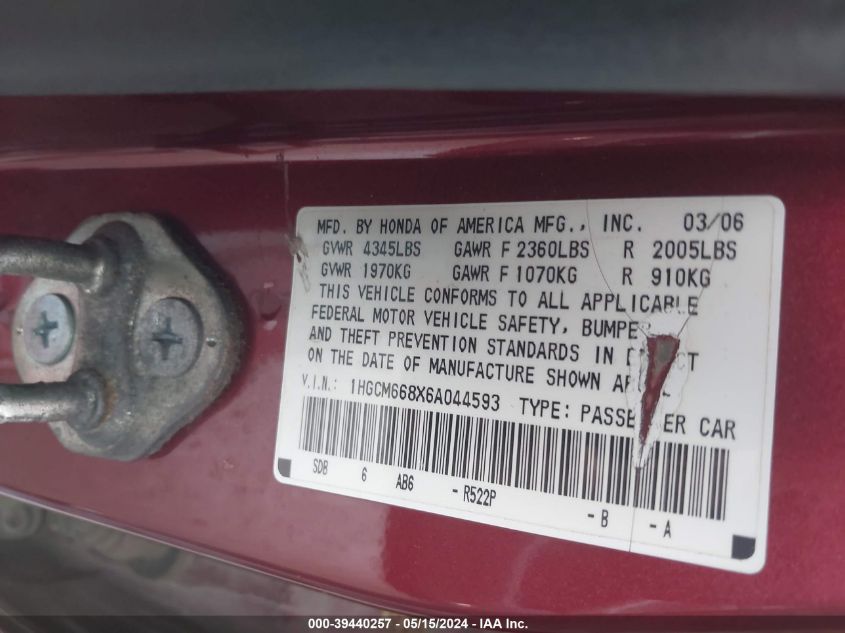 MFD. BY HONDA OF AMERICA MFG., INC. 03/06
GVWR 4345LBS GAWR F 2360LBS R 2005LBS
GVWR 1970KG GAWR F 1070KG R 910KG
THIS VEHICLE CONFORMS TO ALL APPLICABLE
FEDERAL MOTOR VEHICLE SAFETY, BUMPE
AND THEFT PREVENTION STANDARDS IN
ON THE DATE OF MANUFACTURE SHOWN
V.I.N.: 1HGCM668X6A044593 TYPE: PASSE ER CAR
SDB 6 AB6 - R522P - B - A
000-39440257 - 05/15/2024 - IAA Inc.